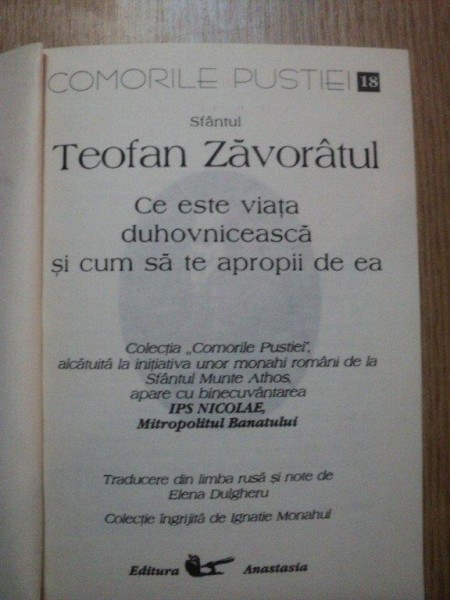 COMORILE PUSTIEI 18
Sfântul
Teofan Zăvorâtul
Ce este viața
duhovnicească
și cum să te apropii de ea
Colecția „Comorile Pustiei",
alcătuită la inițiativa unor monahi români de la
Sfântul Munte Athos,
apare cu binecuvântarea
IPS NICOLAE,
Mitropolitul Banatului
Traducere din limba rusă și note de
Elena Dulgheru
Colecție îngrijită de Ignatie Monahul
Editura Anastasia